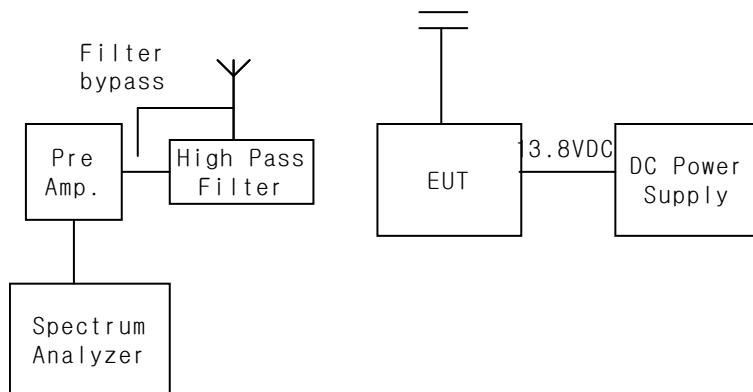 Filter
bypass
Pre
Amp.
High Pass
Filter
EUT
13.8VDC
DC Power
Supply
Spectrum
Analyzer